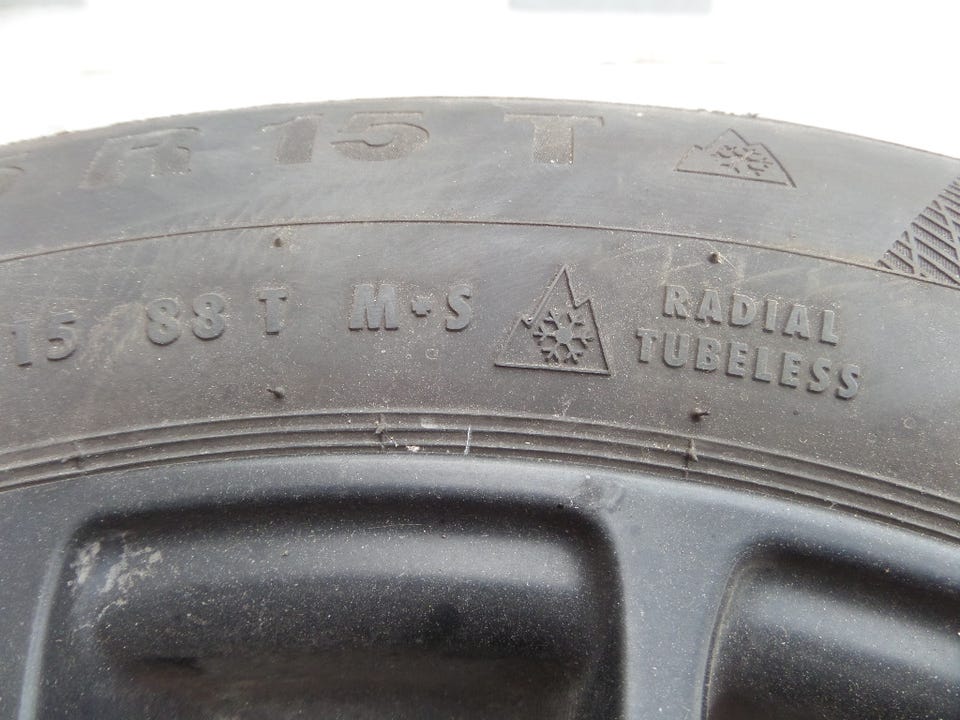 R 15 T
15 88 T M+S
RADIAL
TUBELESS